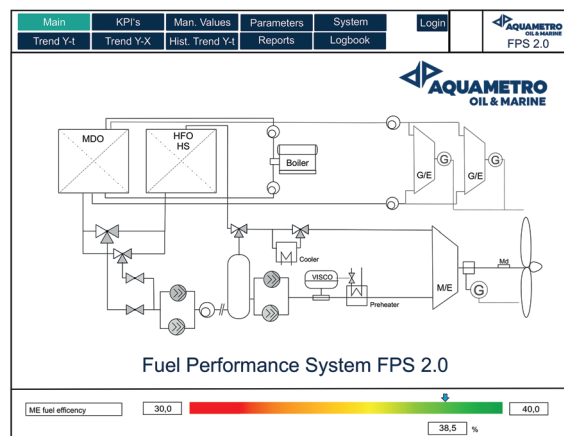 Main KPI's Man. Values Parameters System Login
Trend Y-t Trend Y-X Hist. Trend Y-t Reports Logbook
AQUAMETRO
OIL & MARINE
FPS 2.0
AQUAMETRO
OIL & MARINE
MDO
HFO
HS
Boiler
G/E
G
G/E
G
Cooler
VISCO
Preheater
M/E
Md
G
Fuel Performance System FPS 2.0
ME fuel efficency 30,0 40,0
38,5 %